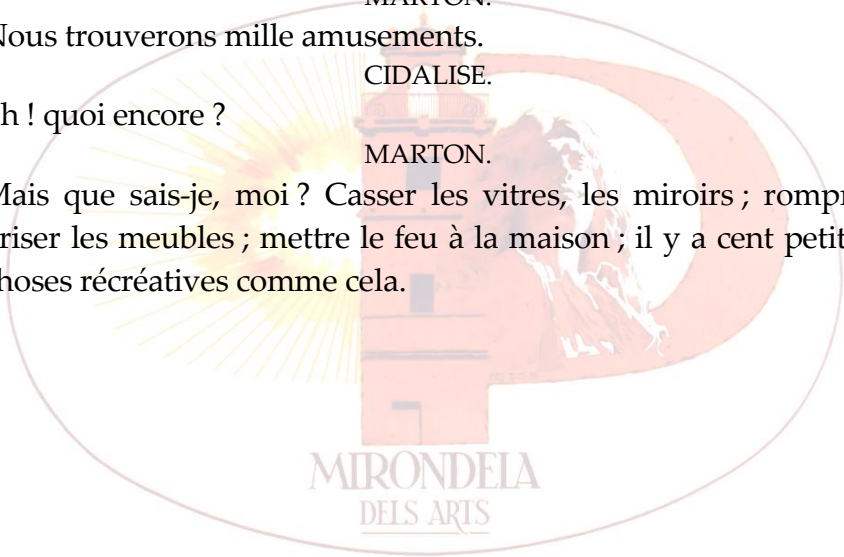 MARTON.
Nous trouverons mille amusements.
CIDALISE.
h ! quoi encore ?
MARTON.
Mais que sais-je, moi ? Casser les vitres, les miroirs ; rompr
riser les meubles ; mettre le feu à la maison ; il y a cent petit
hoses récréatives comme cela.
MIRONDELA
DELS ARTS